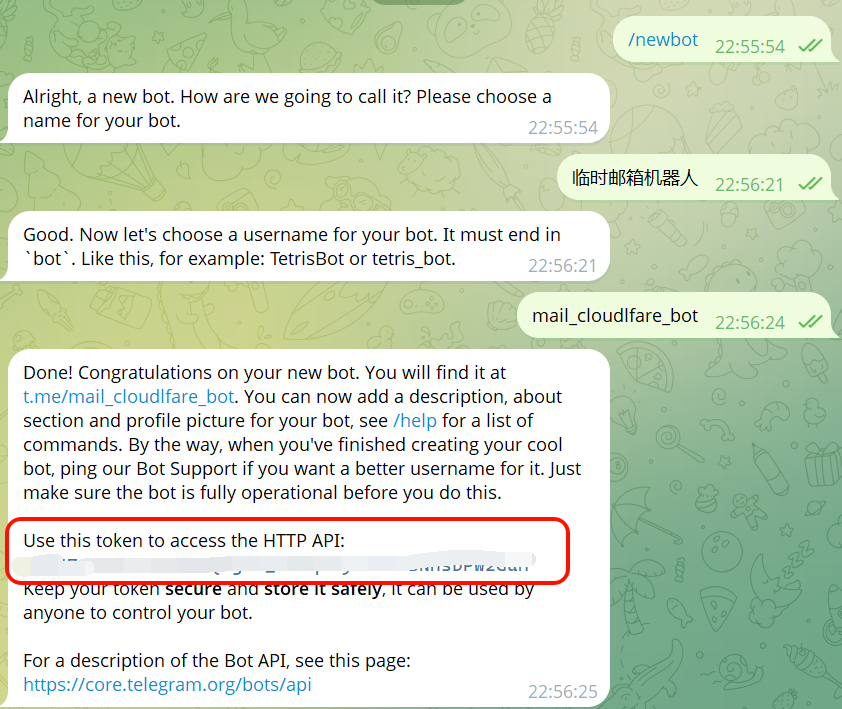 /newbot 22:55:54
Alright, a new bot. How are we going to call it? Please choose a
name for your bot.
22:55:54
临时邮箱机器人 22:56:21
Good. Now let's choose a username for your bot. It must end in
`bot`. Like this, for example: TetrisBot or tetris_bot.
22:56:21
mail_cloudlfare_bot 22:56:24
Done! Congratulations on your new bot. You will find it at
t.me/mail_cloudlfare_bot. You can now add a description, about
section and profile picture for your bot, see /help for a list of
commands. By the way, when you've finished creating your cool
bot, ping our Bot Support if you want a better username for it. Just
make sure the bot is fully operational before you do this.
Use this token to access the HTTP API:
Keep your token secure and store it safely, it can be used by
anyone to control your bot.
For a description of the Bot API, see this page:
https://core.telegram.org/bots/api
22:56:25